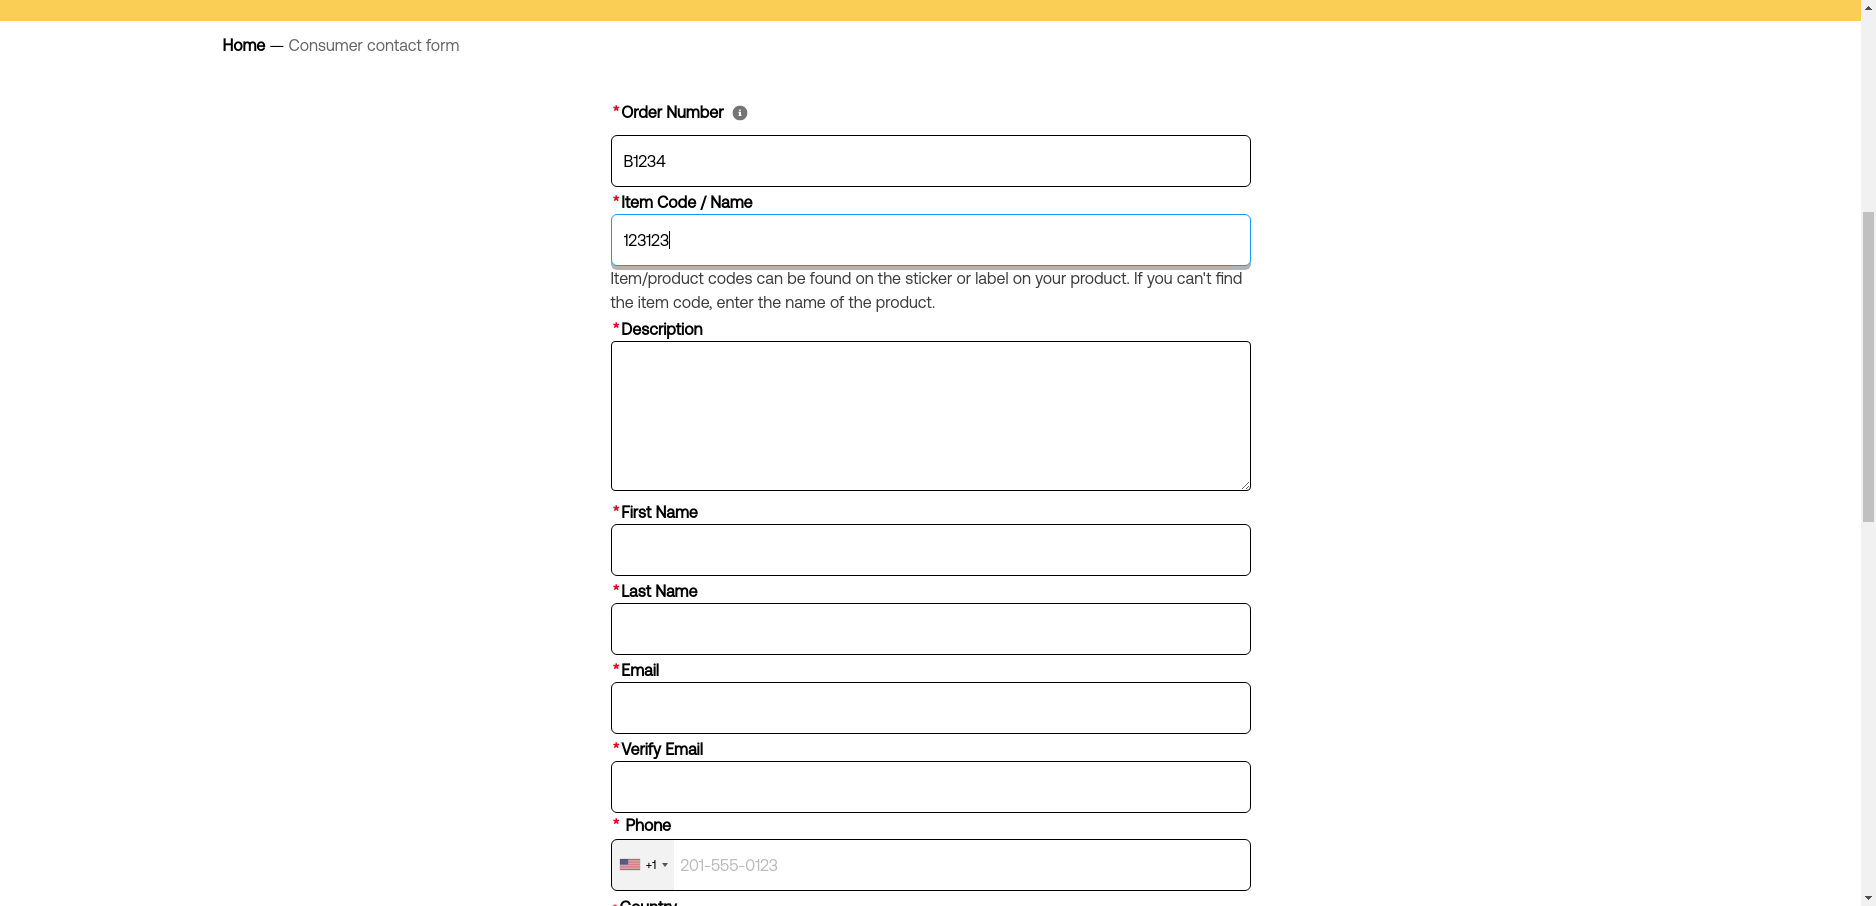 Home — Consumer contact form
*Order Number
B1234
*Item Code / Name
123123
Item/product codes can be found on the sticker or label on your product. If you can't find
the item code, enter the name of the product.
*Description
*First Name
*Last Name
*Email
*Verify Email
* Phone
+1 201-555-0123
*Country